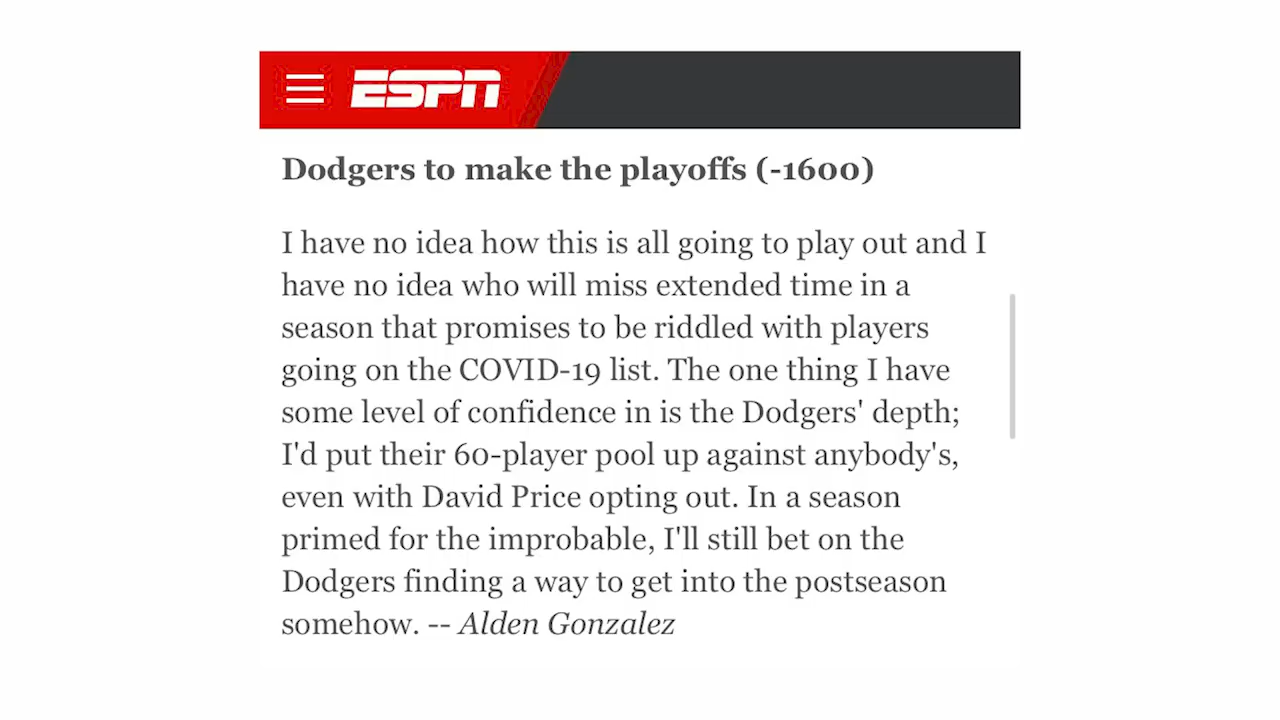 ESPN
Dodgers to make the playoffs (-1600)
I have no idea how this is all going to play out and I
have no idea who will miss extended time in a
season that promises to be riddled with players
going on the COVID-19 list. The one thing I have
some level of confidence in is the Dodgers' depth;
I'd put their 60-player pool up against anybody's,
even with David Price opting out. In a season
primed for the improbable, I'll still bet on the
Dodgers finding a way to get into the postseason
somehow. -- Alden Gonzalez